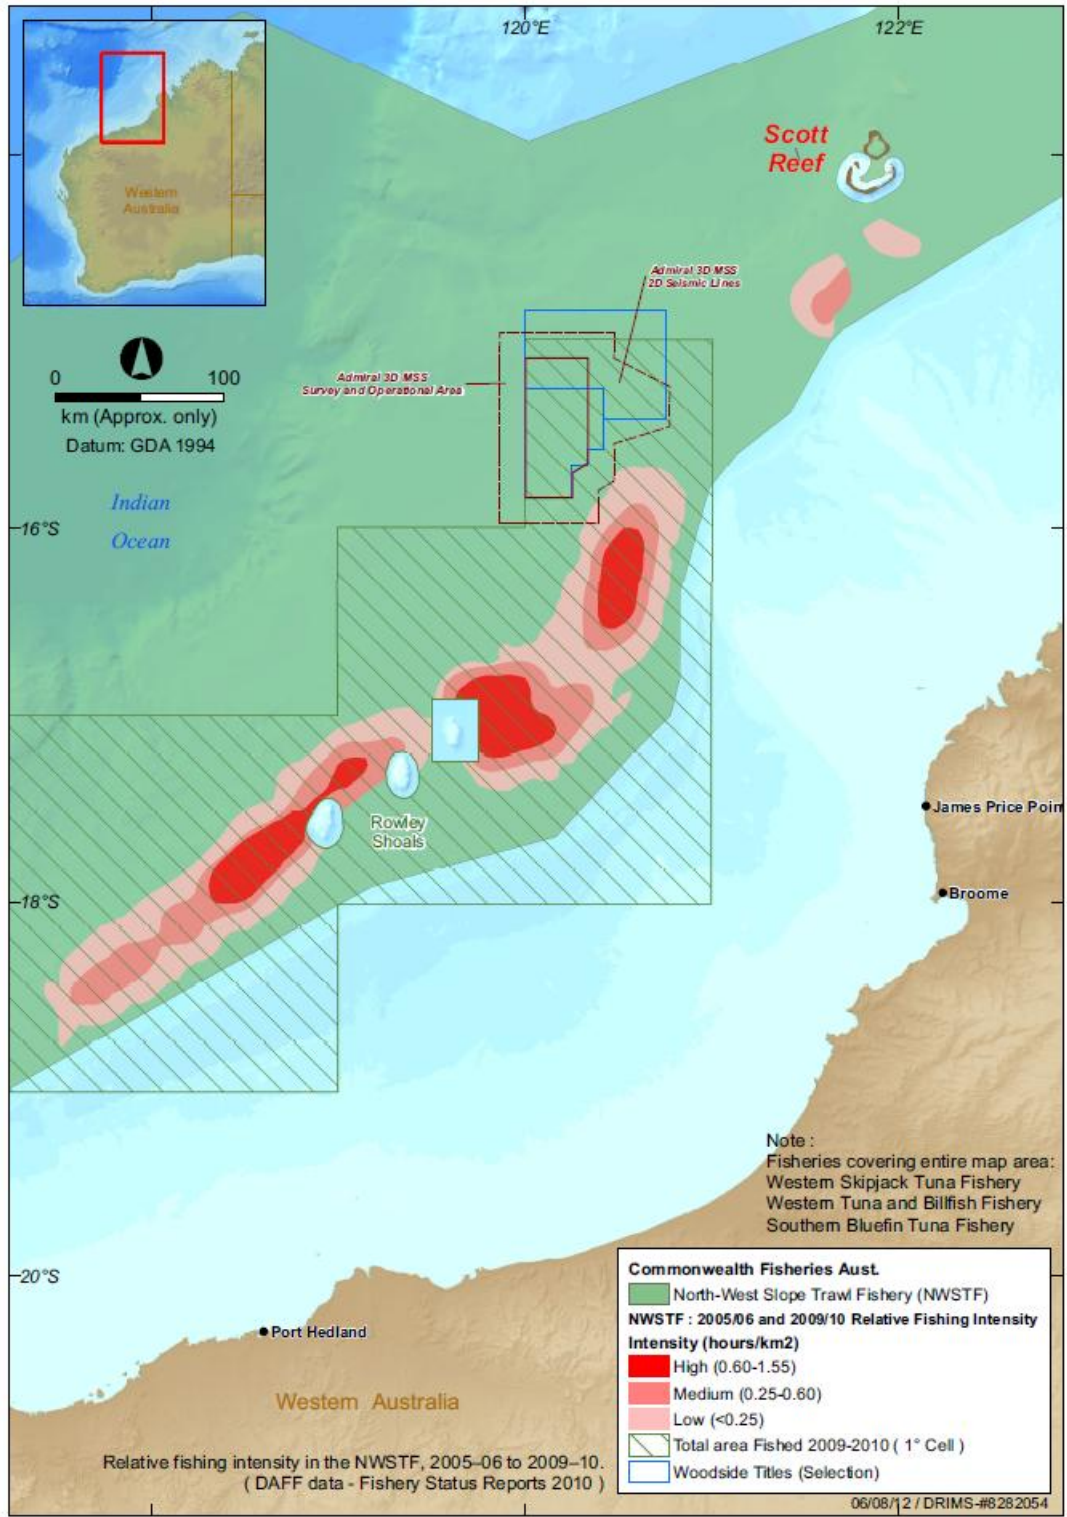 120°E
122°E
Western
Australia
Scott
Reef
Admiral 3D MSS
2D Seismic Lines
Admiral 3D MSS
Survey and Operational Area
0 100
km (Approx. only)
Datum: GDA 1994
Indian
Ocean
16°S
Rowley
Shoals
James Price Poin
Broome
18°S
Note :
Fisheries covering entire map area:
Western Skipjack Tuna Fishery
Western Tuna and Billfish Fishery
Southern Bluefin Tuna Fishery
20°S
Port Hedland
Western Australia
Commonwealth Fisheries Aust.
North-West Slope Trawl Fishery (NWSTF)
NWSTF : 2005/06 and 2009/10 Relative Fishing Intensity
Intensity (hours/km2)
High (0.60-1.55)
Medium (0.25-0.60)
Low (<0.25)
Total area Fished 2009-2010 ( 1° Cell )
Woodside Titles (Selection)
Relative fishing intensity in the NWSTF, 2005–06 to 2009–10.
( DAFF data - Fishery Status Reports 2010 )
06/08/12 / DRIMS-#8282054